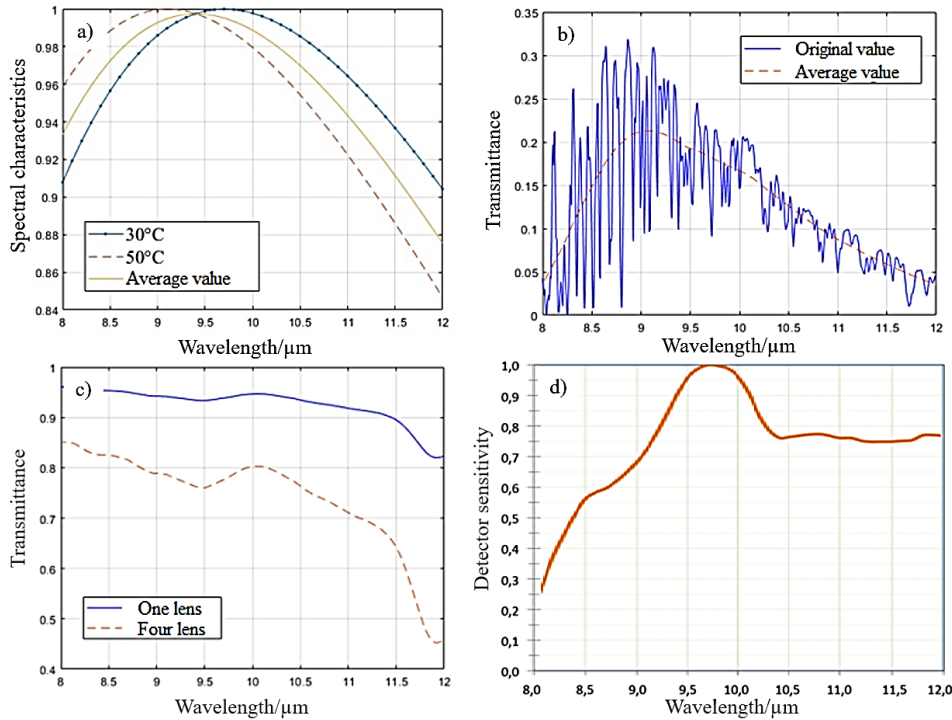 a)
Spectral characteristics
1
0.98
0.96
0.94
0.92
0.9
0.88
0.86
0.84
30°C
50°C
Average value
8 8.5 9 9.5 10 10.5 11 11.5 12
Wavelength/µm
b)
Transmittance
0.35
0.3
0.25
0.2
0.15
0.1
0.05
0
Original value
Average value
8 8.5 9 9.5 10 10.5 11 11.5 12
Wavelength/µm
c)
Transmittance
1
0.9
0.8
0.7
0.6
0.5
0.4
One lens
Four lens
8 8.5 9 9.5 10 10.5 11 11.5 12
Wavelength/µm
d)
Detector sensitivity
1,0
0,9
0,8
0,7
0,6
0,5
0,4
0,3
0,2
0,1
0,0
8,0 8,5 9,0 9,5 10,0 10,5 11,0 11,5 12,0
Wavelength/µm